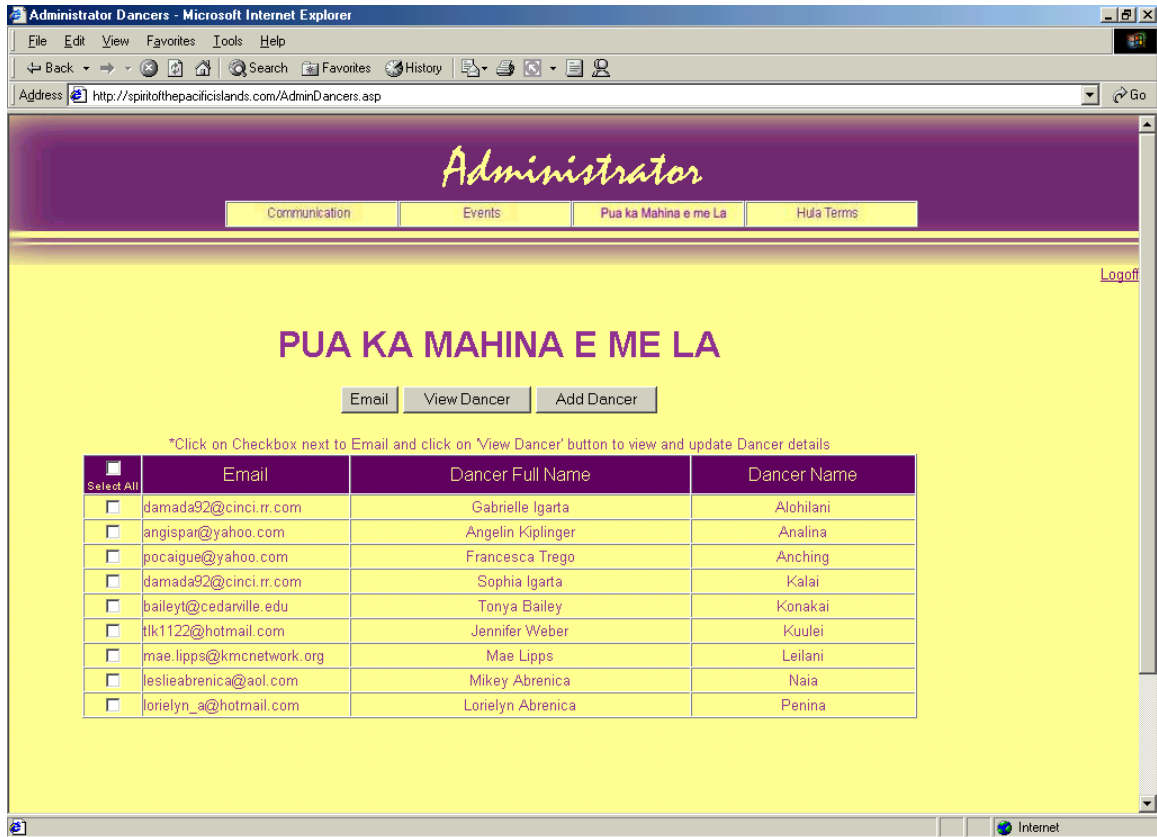 Administrator Dancers - Microsoft Internet Explorer
File Edit View Favorites Tools Help
Back Search Favorites History
Address http://spiritofthepacificislands.com/AdminDancers.asp Go
Administrator
Communication Events Pua ka Mahina e me La Hula Terms
Logoff
PUA KA MAHINA E ME LA
Email View Dancer Add Dancer
*Click on Checkbox next to Email and click on 'View Dancer' button to view and update Dancer details
Select All Email Dancer Full Name Dancer Name
damada92@cinci.rr.com Gabrielle Igarta Alohilani
angispar@yahoo.com Angelin Kiplinger Analina
pocaigue@yahoo.com Francesca Trego Anching
damada92@cinci.rr.com Sophia Igarta Kalai
baileyt@cedarville.edu Tonya Bailey Konakai
tlk1122@hotmail.com Jennifer Weber Kuulei
mae.lipps@kmcnetwork.org Mae Lipps Leilani
leslieabrenica@aol.com Mikey Abrenica Naia
lorielyn_a@hotmail.com Lorielyn Abrenica Penina
Internet